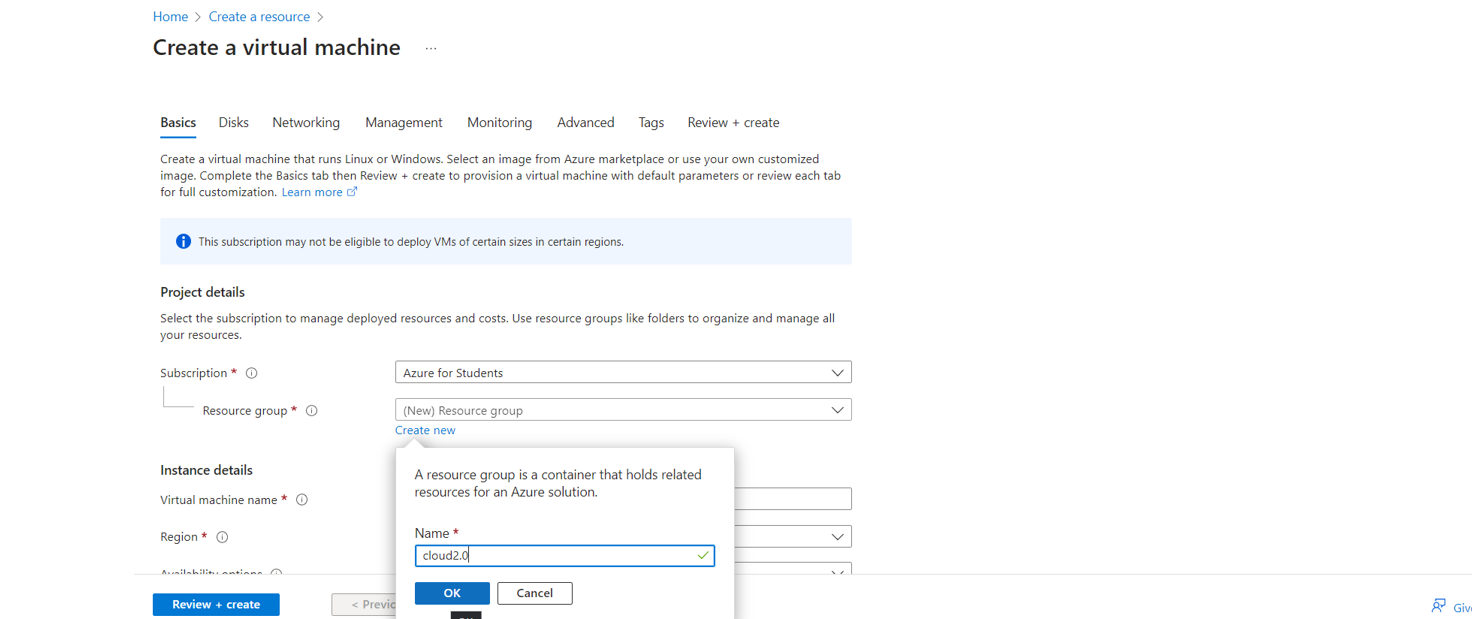 Home > Create a resource >
Create a virtual machine ...
Basics Disks Networking Management Monitoring Advanced Tags Review + create
Create a virtual machine that runs Linux or Windows. Select an image from Azure marketplace or use your own customized
image. Complete the Basics tab then Review + create to provision a virtual machine with default parameters or review each tab
for full customization. Learn more
This subscription may not be eligible to deploy VMs of certain sizes in certain regions.
Project details
Select the subscription to manage deployed resources and costs. Use resource groups like folders to organize and manage all
your resources.
Subscription *
Azure for Students
Resource group *
(New) Resource group
Create new
A resource group is a container that holds related
resources for an Azure solution.
Name *
cloud2.0
OK Cancel
Instance details
Virtual machine name *
Region *
Availability options
Review + create
< Previo
Give